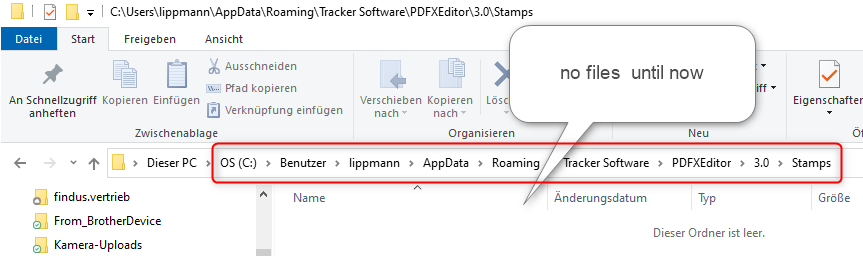 C:\Users\lippmann\AppData\Roaming\Tracker Software\PDFXEditor\3.0\Stamps
Datei Start Freigeben Ansicht
An Schnellzugriff anheften
Kopieren
Einfügen
Ausschneiden
Pfad kopieren
Verknüpfung einfügen
Zwischenablage
Verschieben nach
Kopieren nach
Organisieren
Neu
Eigenschaften
no files until now
Dieser PC > OS (C:) > Benutzer > lippmann > AppData > Roaming > Tracker Software > PDFXEditor > 3.0 > Stamps
findus.vertrieb
From_BrotherDevice
Kamera-Uploads
Name Änderungsdatum Typ Größe
Dieser Ordner ist leer.